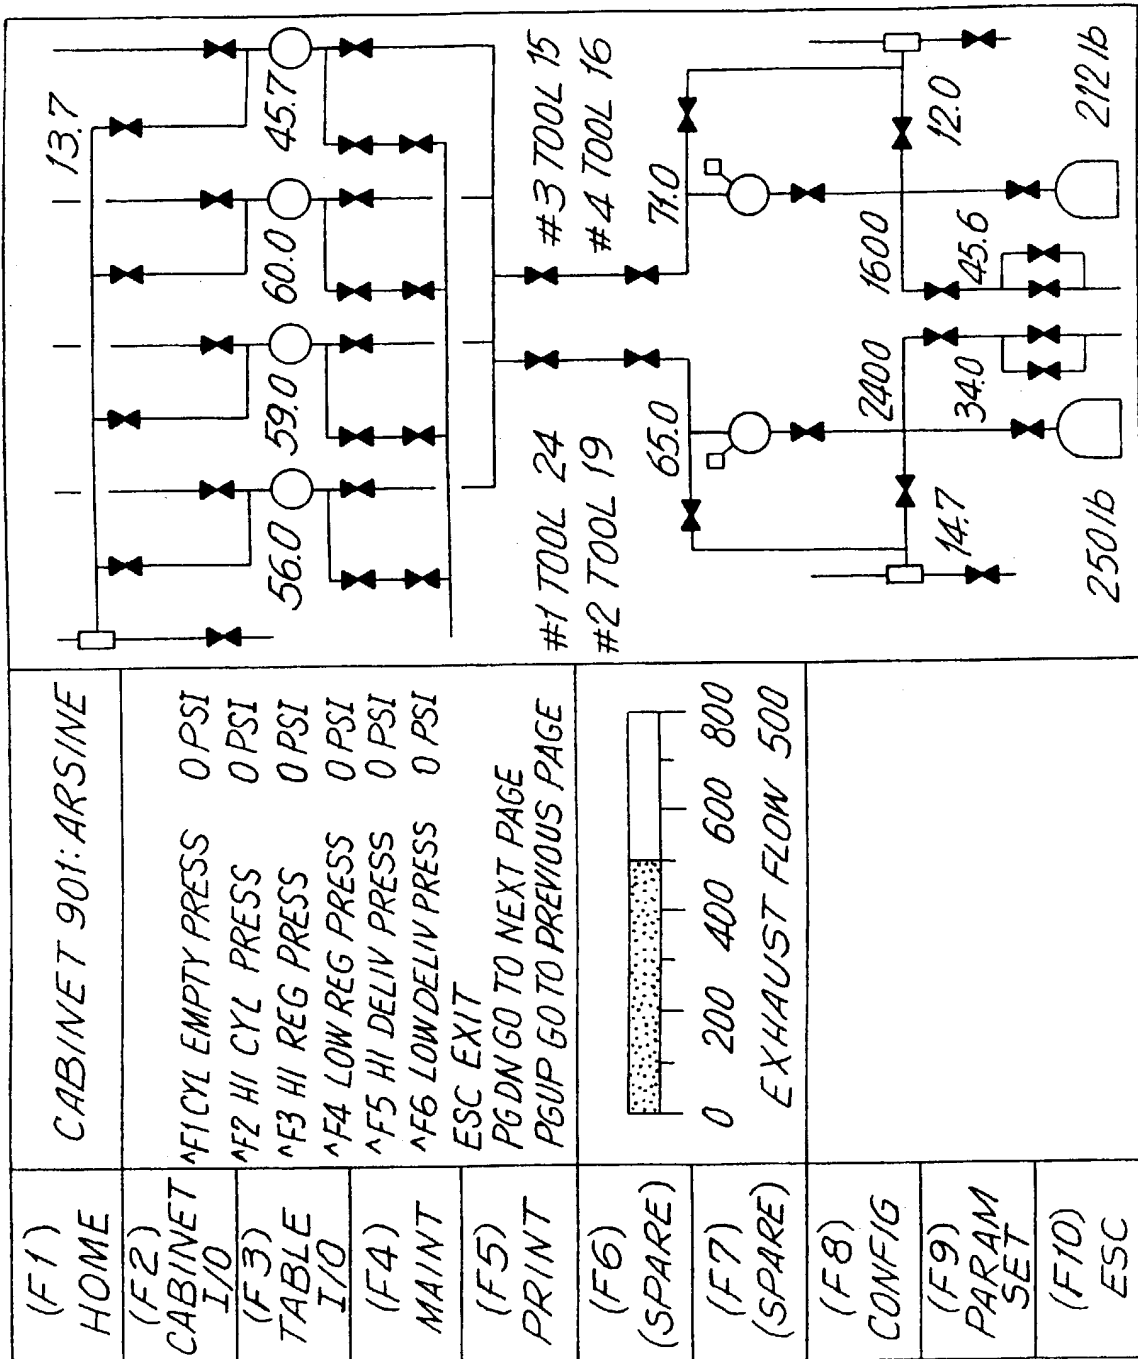 (F1)
HOME
(F2)
CABINET
I/O
(F3)
TABLE
I/O
(F4)
MAINT
(F5)
PRINT
(F6)
(SPARE)
(F7)
(SPARE)
(F8)
CONFIG
(F9)
PARAM
SET
(F10)
ESC
CABINET 901: ARSINE
^F1 CYL EMPTY PRESS 0 PSI
^F2 HI CYL PRESS 0 PSI
^F3 HI REG PRESS 0 PSI
^F4 LOW REG PRESS 0 PSI
^F5 HI DELIV PRESS 0 PSI
^F6 LOW DELIV PRESS 0 PSI
ESC EXIT
PGDN GO TO NEXT PAGE
PGUP GO TO PREVIOUS PAGE
0 200 400 600 800
EXHAUST FLOW 500
13.7
56.0 59.0 60.0 45.7
#1 TOOL 24
#2 TOOL 19
#3 TOOL 15
#4 TOOL 16
65.0
71.0
2400
1600
14.7
34.0
45.6
12.0
250 lb
212 lb